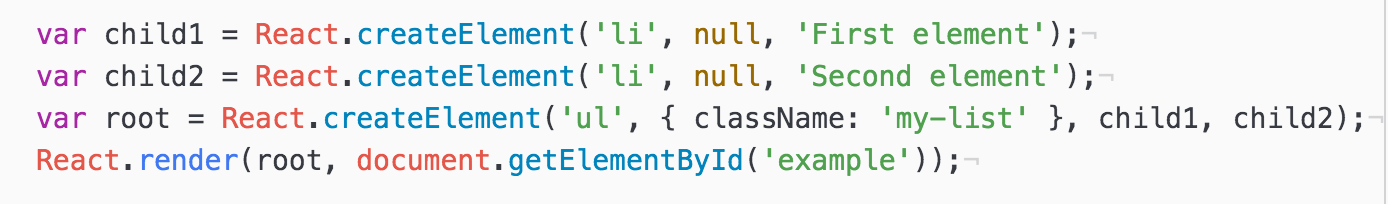 var child1 = React.createElement('li', null, 'First element');¬
var child2 = React.createElement('li', null, 'Second element');¬
var root = React.createElement('ul', { className: 'my-list' }, child1, child2);¬
React.render(root, document.getElementById('example'));¬